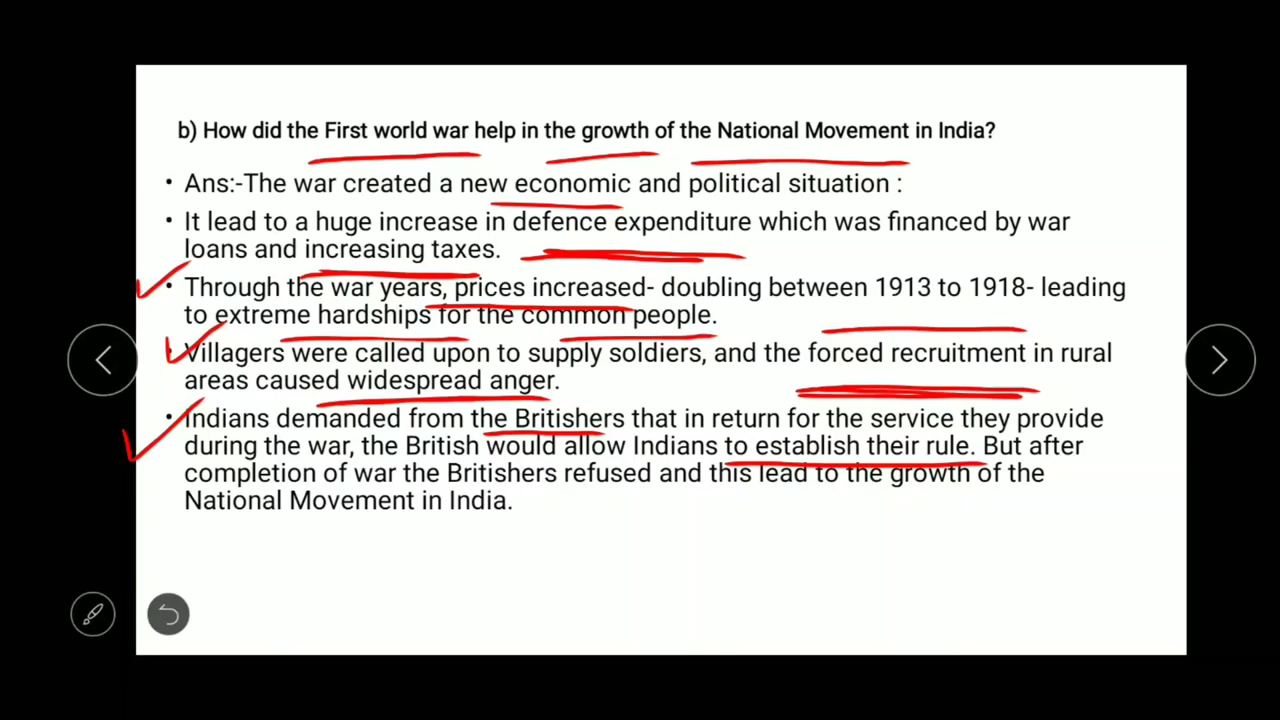 b) How did the First world war help in the growth of the National Movement in India?
• Ans:-The war created a new economic and political situation :
• It lead to a huge increase in defence expenditure which was financed by war
loans and increasing taxes.
• Through the war years, prices increased- doubling between 1913 to 1918- leading
to extreme hardships for the common people.
• Villagers were called upon to supply soldiers, and the forced recruitment in rural
areas caused widespread anger.
• Indians demanded from the Britishers that in return for the service they provide
during the war, the British would allow Indians to establish their rule. But after
completion of war the Britishers refused and this lead to the growth of the
National Movement in India.